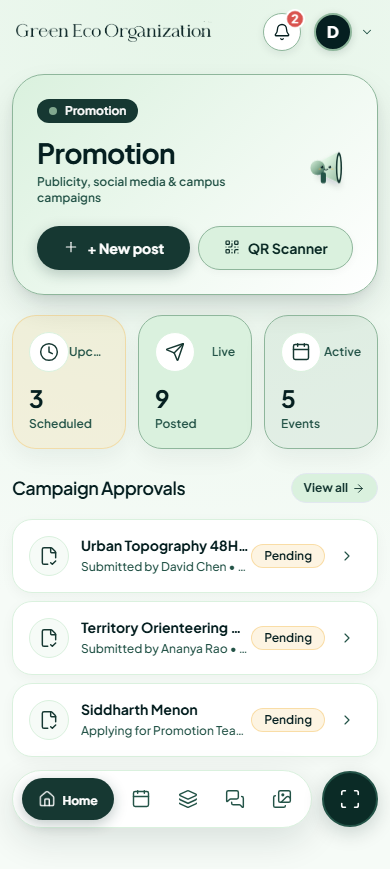 Green Eco Organization
2
D
Promotion
Promotion
Publicity, social media & campus
campaigns
+ New post
QR Scanner
Upc...
3
Scheduled
Live
9
Posted
Active
5
Events
Campaign Approvals
View all →
Urban Topography 48H...
Submitted by David Chen • ...
Pending
Territory Orienteering ...
Submitted by Ananya Rao • ...
Pending
Siddharth Menon
Applying for Promotion Tea...
Pending
Home